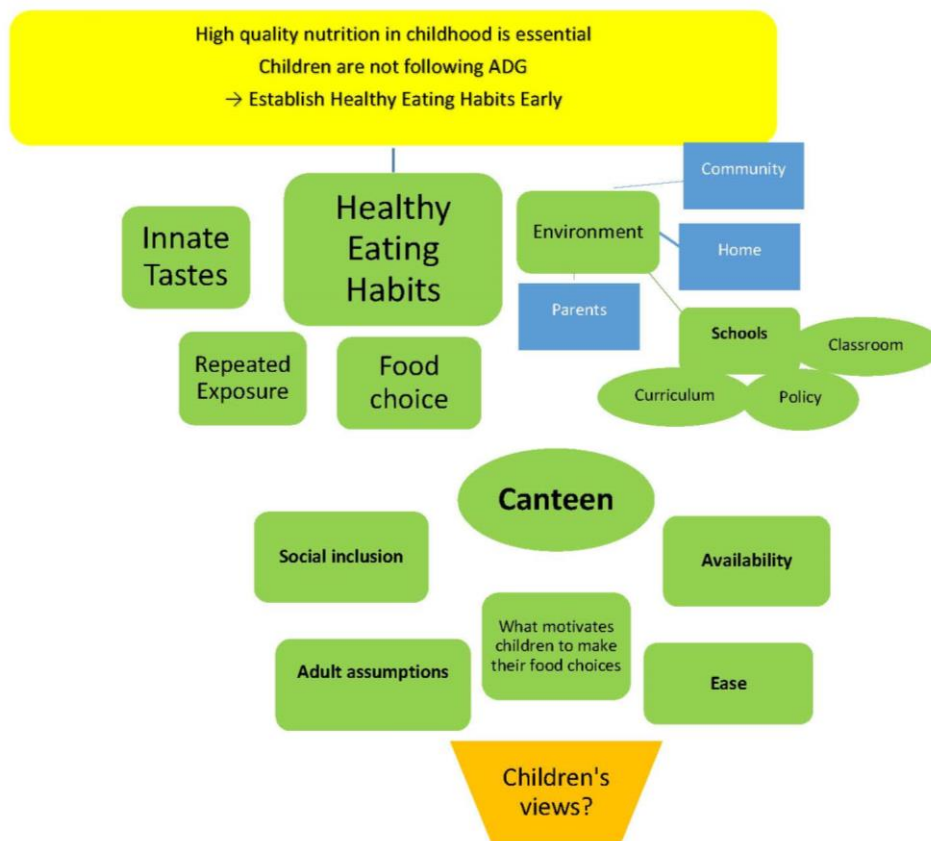 High quality nutrition in childhood is essential
Children are not following ADG
→ Establish Healthy Eating Habits Early
Community
Healthy
Eating
Habits
Innate
Tastes
Environment
Home
Parents
Schools
Classroom
Repeated
Exposure
Food
choice
Curriculum
Policy
Canteen
Social inclusion
Availability
What motivates
children to make
their food choices
Adult assumptions
Ease
Children's
views?